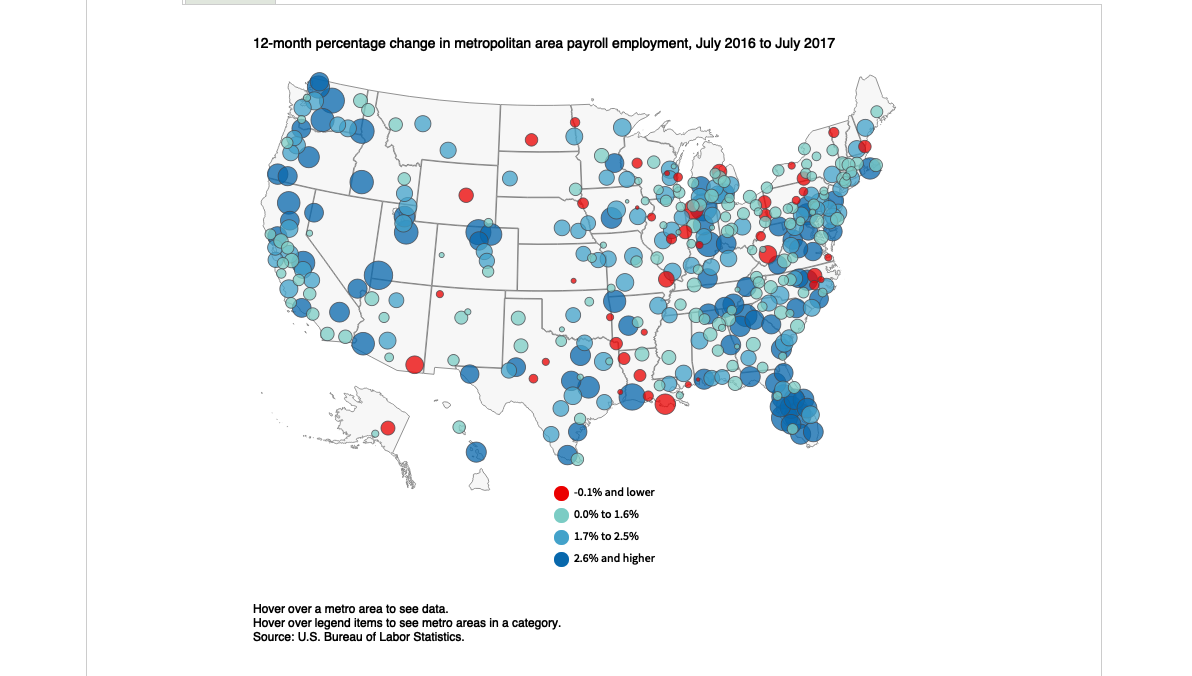 12-month percentage change in metropolitan area payroll employment, July 2016 to July 2017
-0.1% and lower
0.0% to 1.6%
1.7% to 2.5%
2.6% and higher
Hover over a metro area to see data.
Hover over legend items to see metro areas in a category.
Source: U.S. Bureau of Labor Statistics.